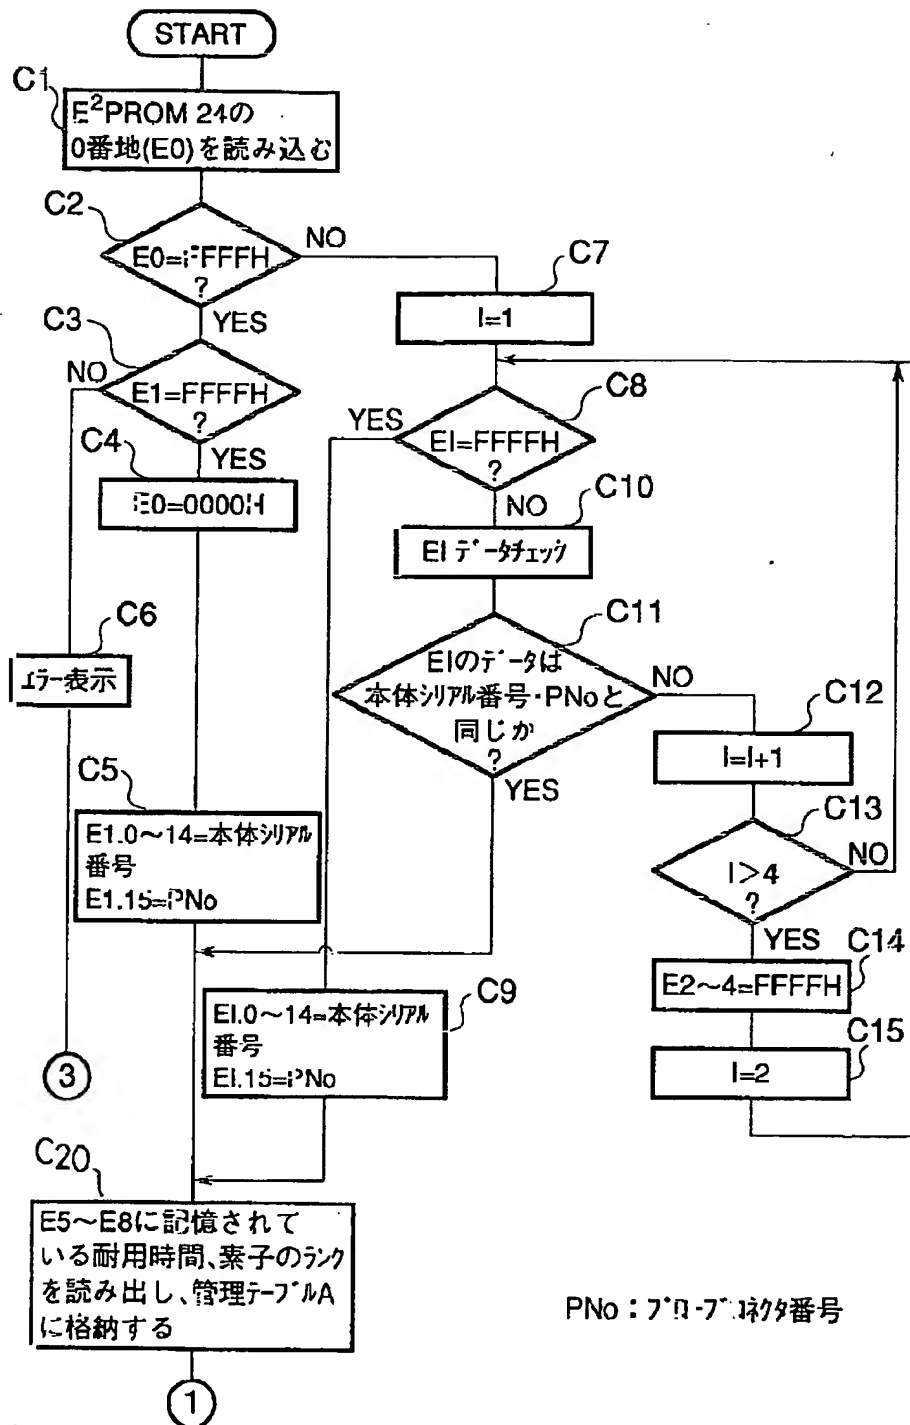 START
C1
E²PROM 24の
0番地(E0)を読み込む
C2
E0=FFFFH
?
NO
YES
C3
NO
E1=FFFFH
?
YES
C4
E0=0000H
C6
エラー表示
C5
E1.0〜14=本体シリアル
番号
E1.15=PNo
3
C7
I=1
C8
YES
EI=FFFFH
?
NO
C10
EI データチェック
C11
EIのデータは
本体シリアル番号・PNoと
同じか
?
NO
YES
C12
I=I+1
C13
I>4
?
NO
YES
C14
E2〜4=FFFFH
C15
I=2
C9
EI.0〜14=本体シリアル
番号
EI.15=PNo
C20
E5〜E8に記憶されて
いる耐用時間、素子のランク
を読み出し、管理テーブルA
に格納する
1
PNo:プローブコネクタ番号